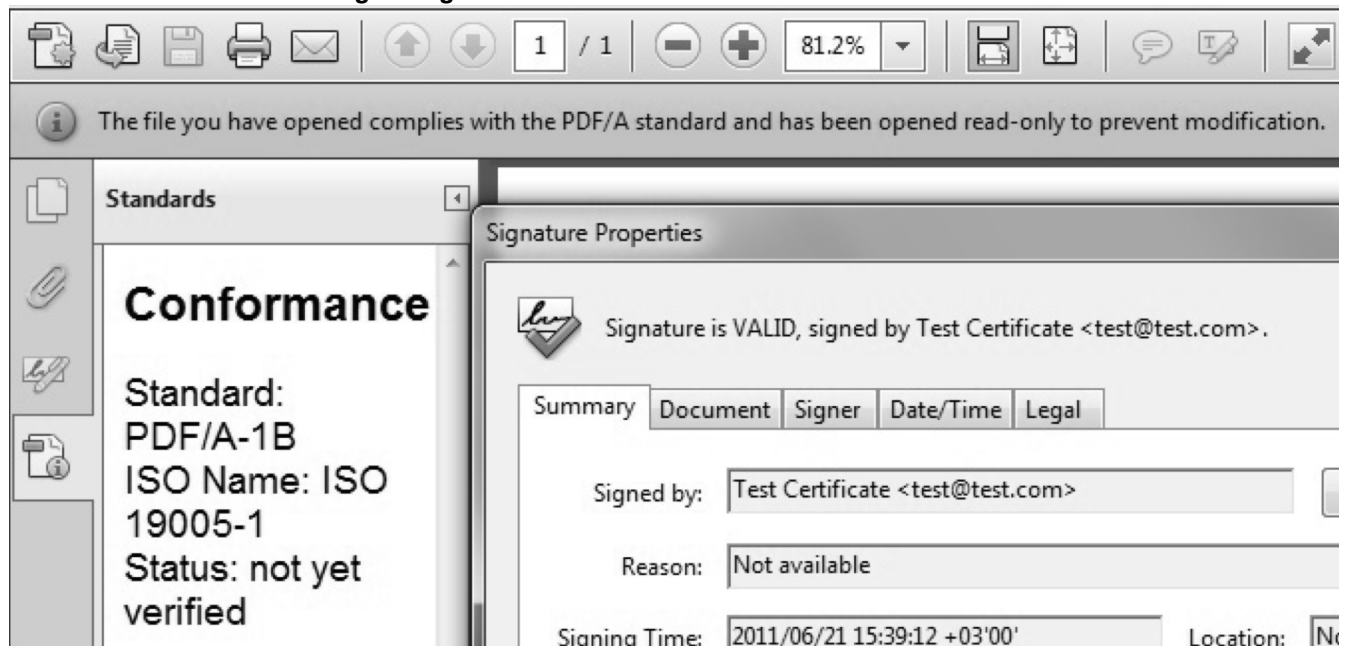 1 / 1 81.2%
The file you have opened complies with the PDF/A standard and has been opened read-only to prevent modification.
Standards
Conformance
Standard:
PDF/A-1B
ISO Name: ISO
19005-1
Status: not yet
verified
Signature Properties
Signature is VALID, signed by Test Certificate <test@test.com>.
Summary Document Signer Date/Time Legal
Signed by: Test Certificate <test@test.com>
Reason: Not available
Signing Time: 2011/06/21 15:39:12 +03'00' Location: